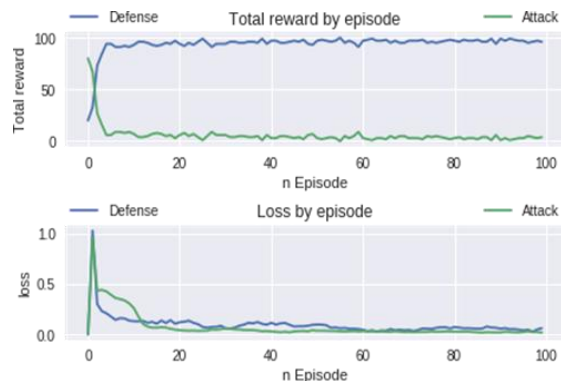 Defense Total reward by episode Attack
100
50
0
Total reward
0 20 40 60 80 100
n Episode
Defense Loss by episode Attack
1.0
0.5
0.0
loss
0 20 40 60 80 100
n Episode